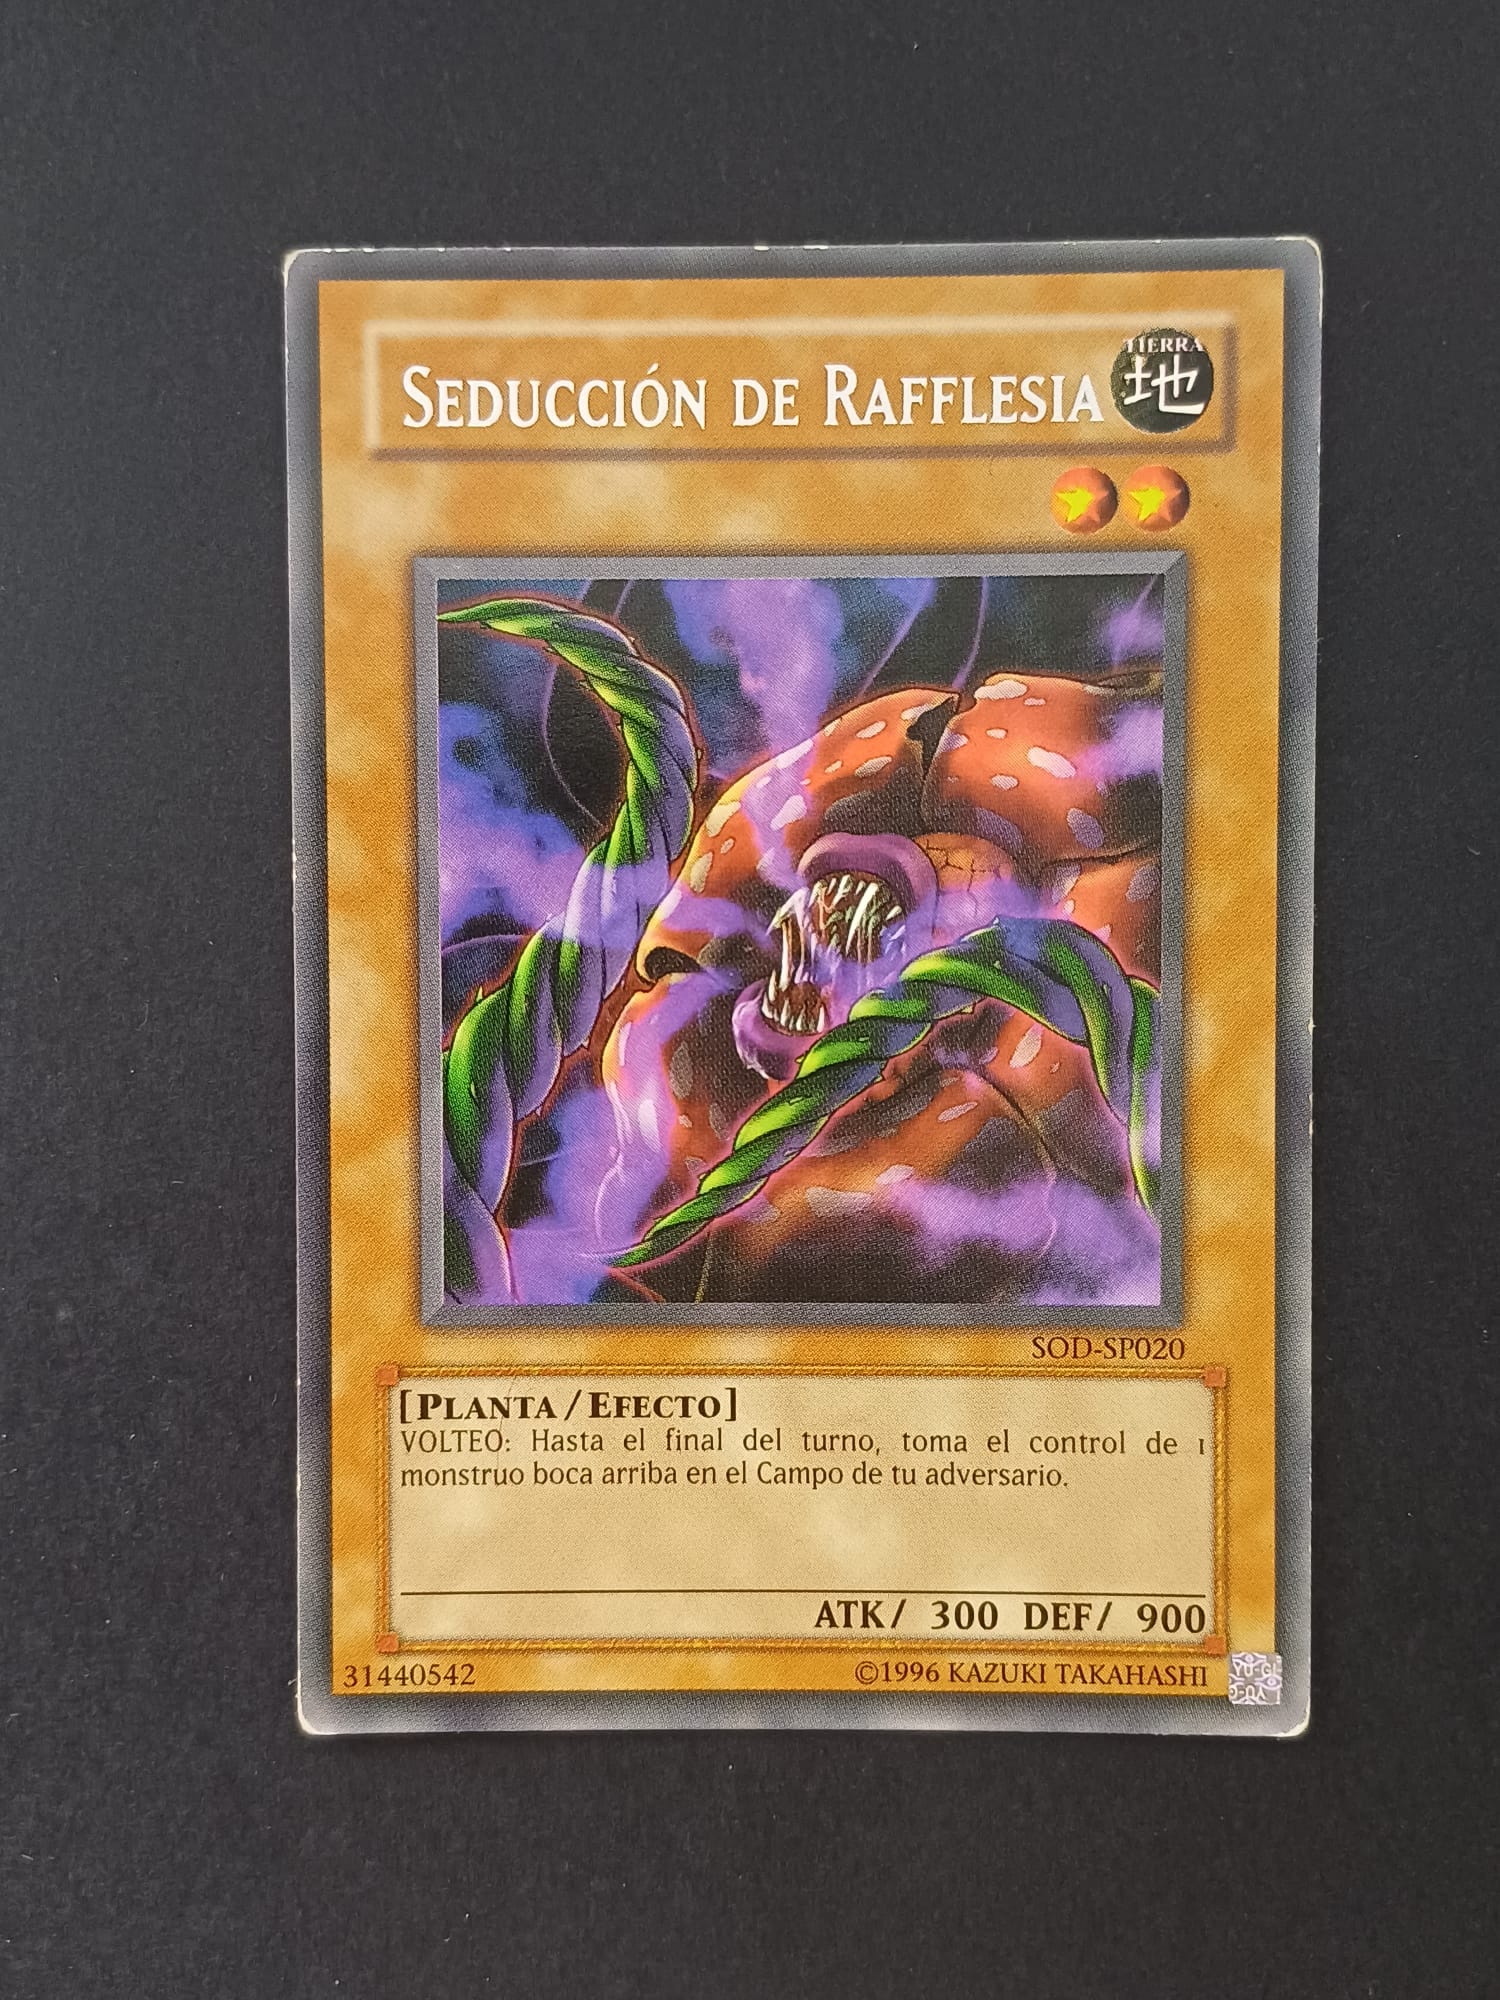 SEDUCCIÓN DE RAFFLESIA
TIERRA
地
SOD-SP020
[PLANTA/EFECTO]
VOLTEO: Hasta el final del turno, toma el control de 1
monstruo boca arriba en el Campo de tu adversario.
ATK/ 300 DEF/ 900
31440542
©1996 KAZUKI TAKAHASHI